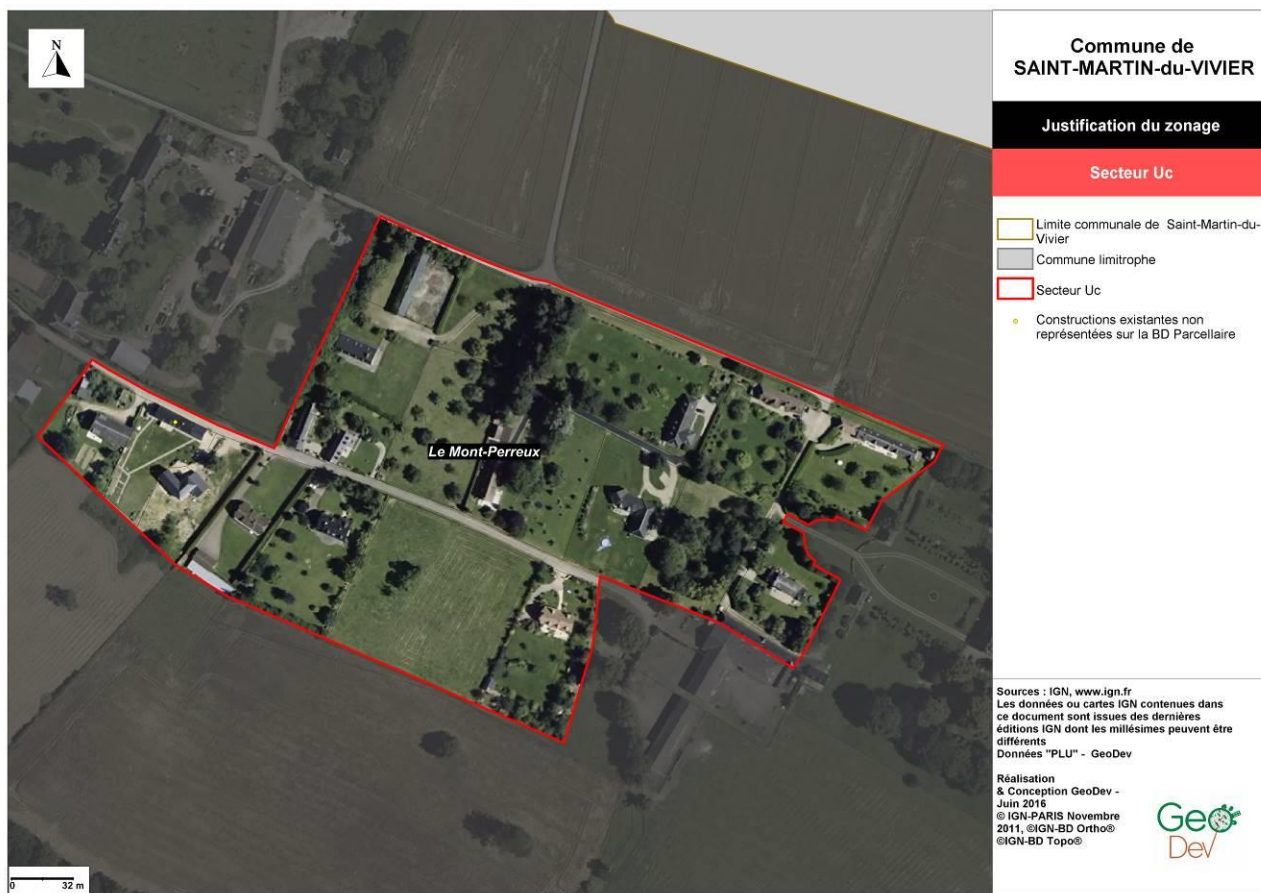 N
Le Mont-Perreux
0 32 m
Commune de
SAINT-MARTIN-du-VIVIER
Justification du zonage
Secteur Uc
Limite communale de Saint-Martin-du-
Vivier
Commune limitrophe
Secteur Uc
Constructions existantes non
représentées sur la BD Parcellaire
Sources : IGN, www.ign.fr
Les données ou cartes IGN contenues dans
ce document sont issues des dernières
éditions IGN dont les millésimes peuvent être
différents
Données "PLU" - GeoDev
Réalisation
& Conception GeoDev -
Juin 2016
© IGN-PARIS Novembre
2011, ©IGN-BD Ortho®
©IGN-BD Topo®
Geo
Dev